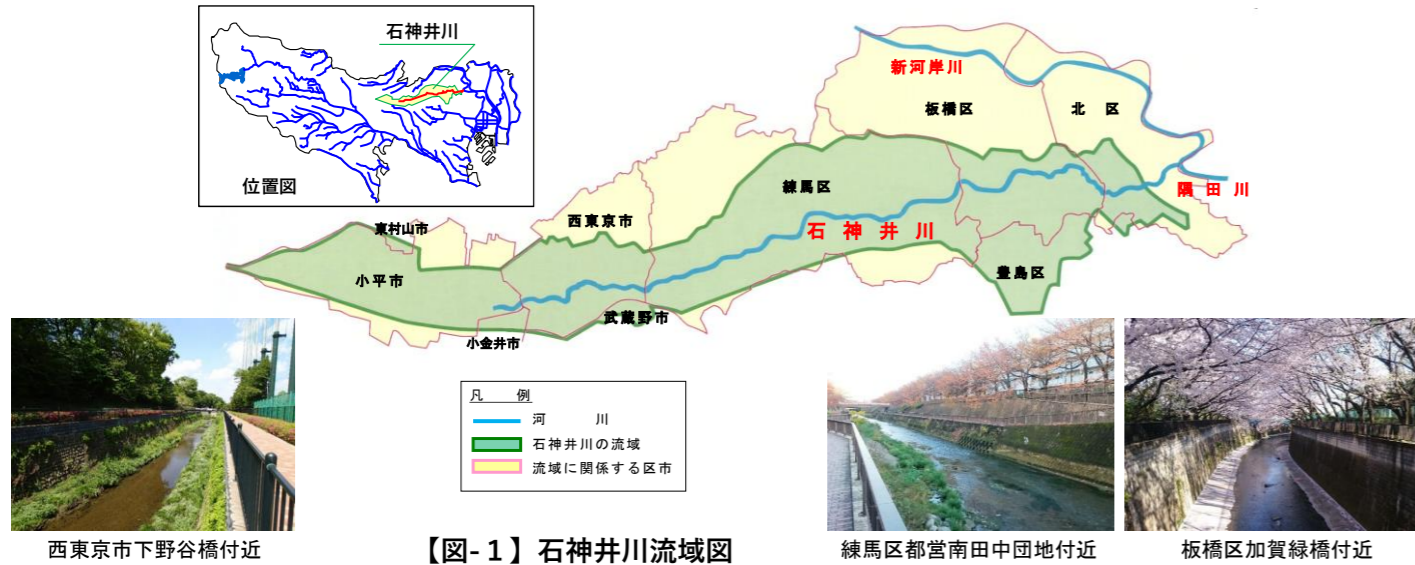 石神井川
位置図
新河岸川
板橋区
北 区
練馬区
隅 田 川
西東京市
東村山市
石 神 井 川
小平市
豊島区
武蔵野市
小金井市
凡 例
河 川
石神井川の流域
流域に関係する区市
西東京市下野谷橋付近
【図-１】石神井川流域図
練馬区都営南田中団地付近
板橋区加賀緑橋付近